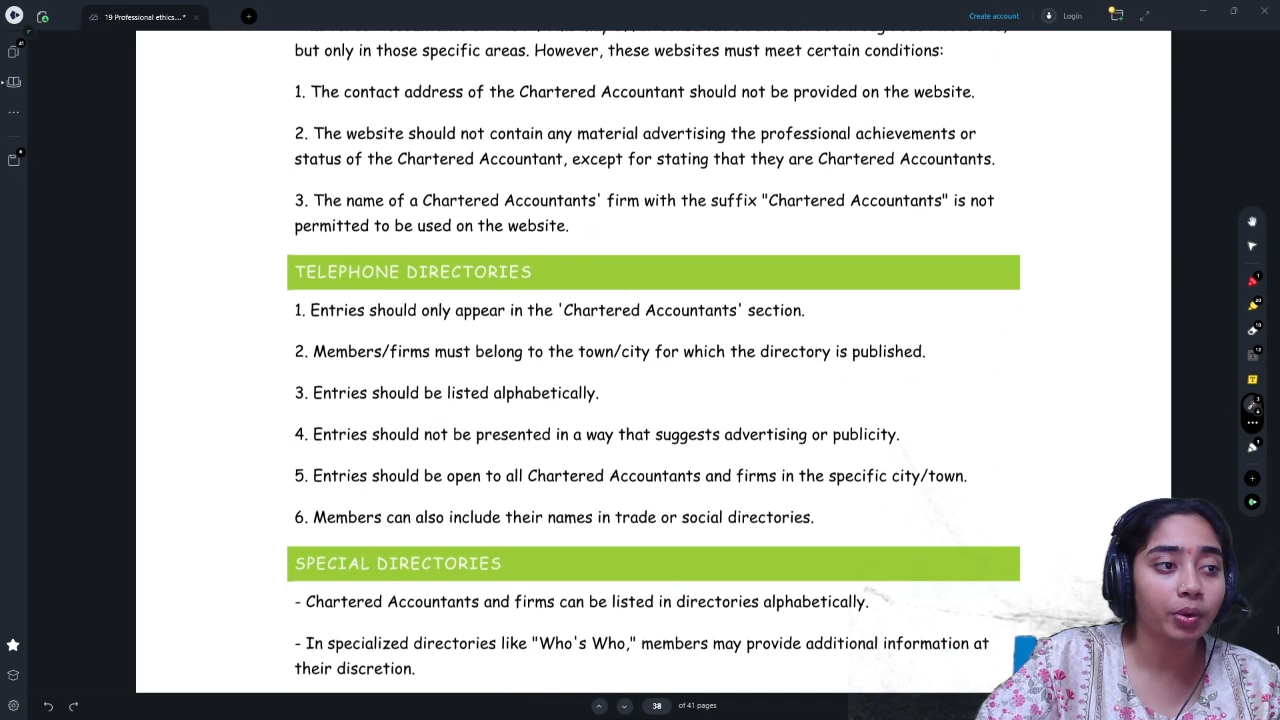 19 Professional ethics....*
Create account
Login
but only in those specific areas. However, these websites must meet certain conditions:
1. The contact address of the Chartered Accountant should not be provided on the website.
2. The website should not contain any material advertising the professional achievements or
status of the Chartered Accountant, except for stating that they are Chartered Accountants.
3. The name of a Chartered Accountants' firm with the suffix "Chartered Accountants" is not
permitted to be used on the website.
TELEPHONE DIRECTORIES
1. Entries should only appear in the 'Chartered Accountants' section.
2. Members/firms must belong to the town/city for which the directory is published.
3. Entries should be listed alphabetically.
4. Entries should not be presented in a way that suggests advertising or publicity.
5. Entries should be open to all Chartered Accountants and firms in the specific city/town.
6. Members can also include their names in trade or social directories.
SPECIAL DIRECTORIES
- Chartered Accountants and firms can be listed in directories alphabetically.
- In specialized directories like "Who's Who," members may provide additional information at
their discretion.
38 of 41 pages